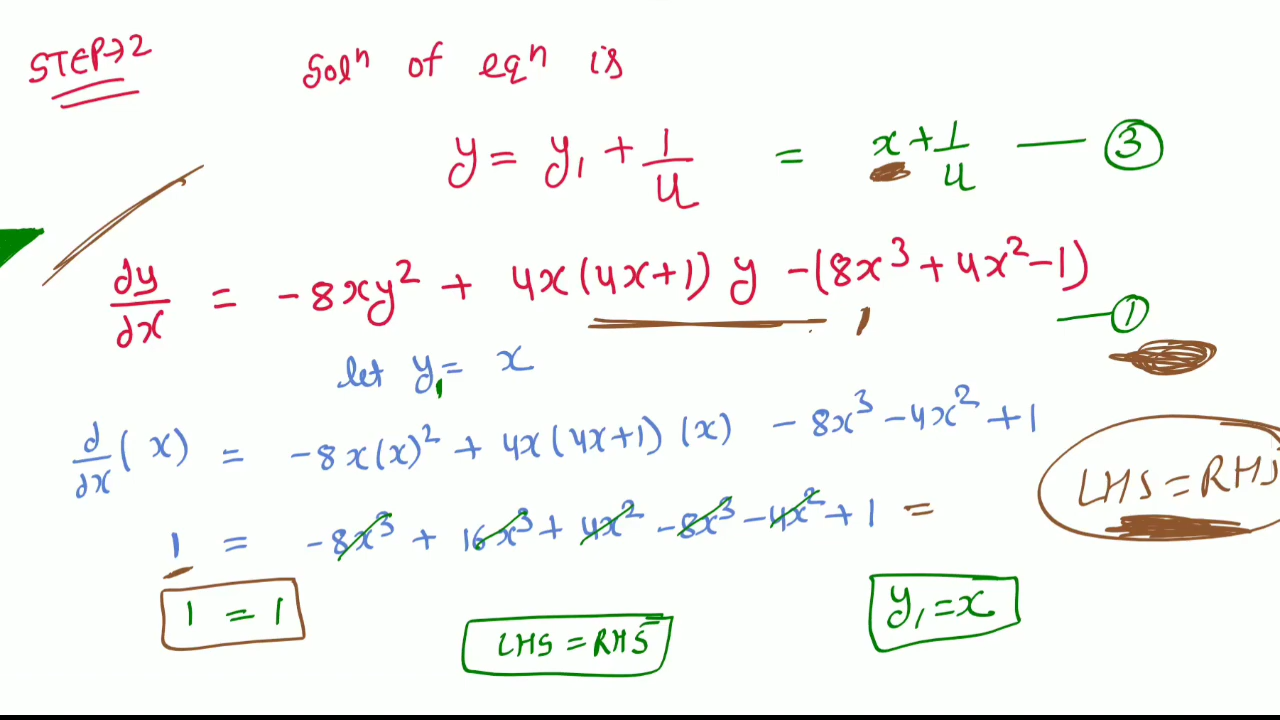 STEP→2 Solⁿ of eqⁿ is
y = y₁ + 1/u = x + 1/u — ③
dy/dx = -8xy² + 4x(4x+1) y - (8x³ + 4x² - 1)
— ①
let y₁ = x
d/dx (x) = -8x(x)² + 4x(4x+1) (x) - 8x³ - 4x² + 1
LHS = RHS
1 = -8x³ + 16x³ + 4x² - 8x³ - 4x² + 1 =
1 = 1
LHS = RHS
y₁ = x